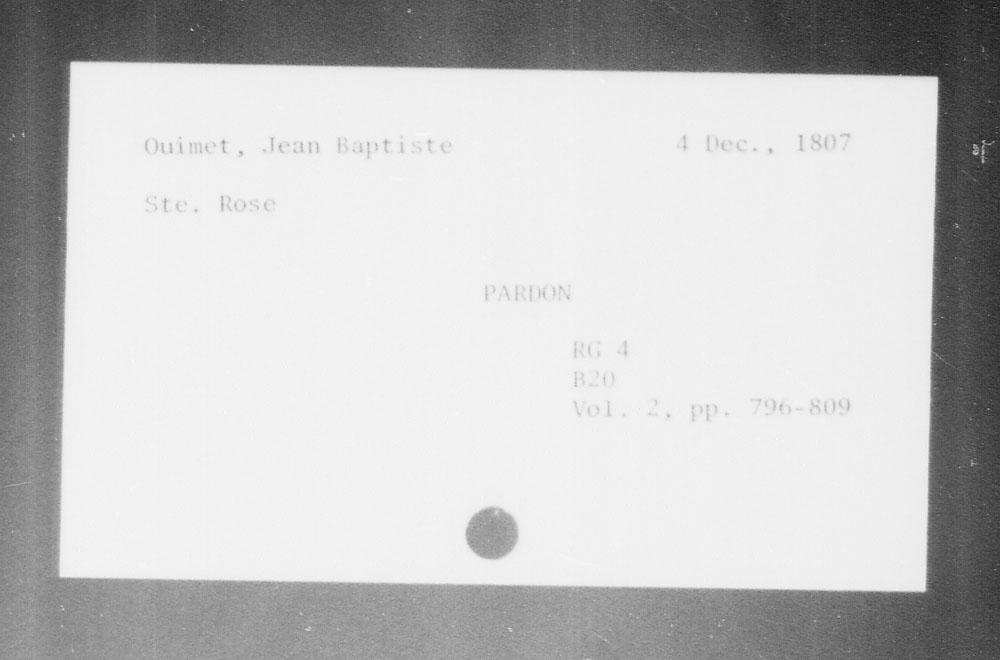 Ouimet, Jean Baptiste 4 Dec., 1807
Ste. Rose
PARDON
RG 4
B20
Vol. 2, pp. 796-809